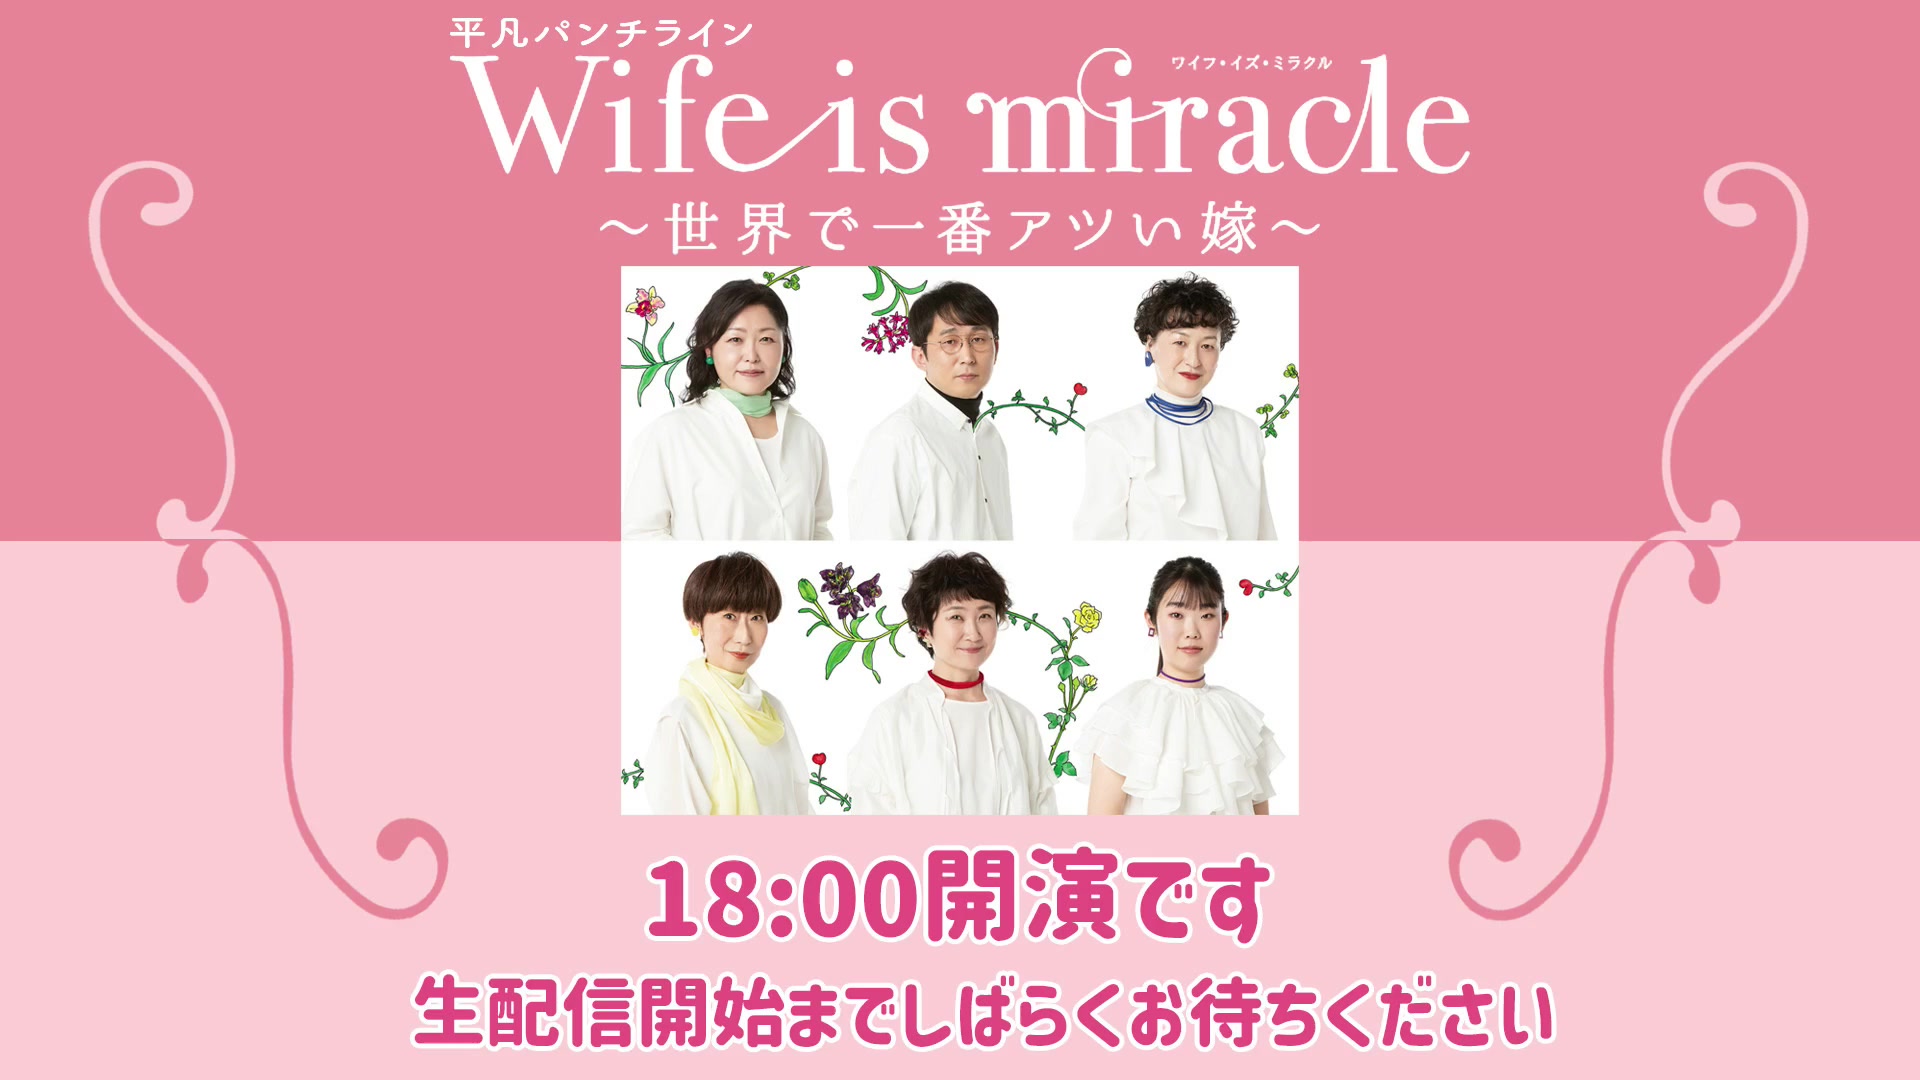 平凡パンチライン
ワイフ・イズ・ミラクル
Wife is miracle
～世界で一番アツい嫁～
18:00開演です
生配信開始までしばらくお待ちください